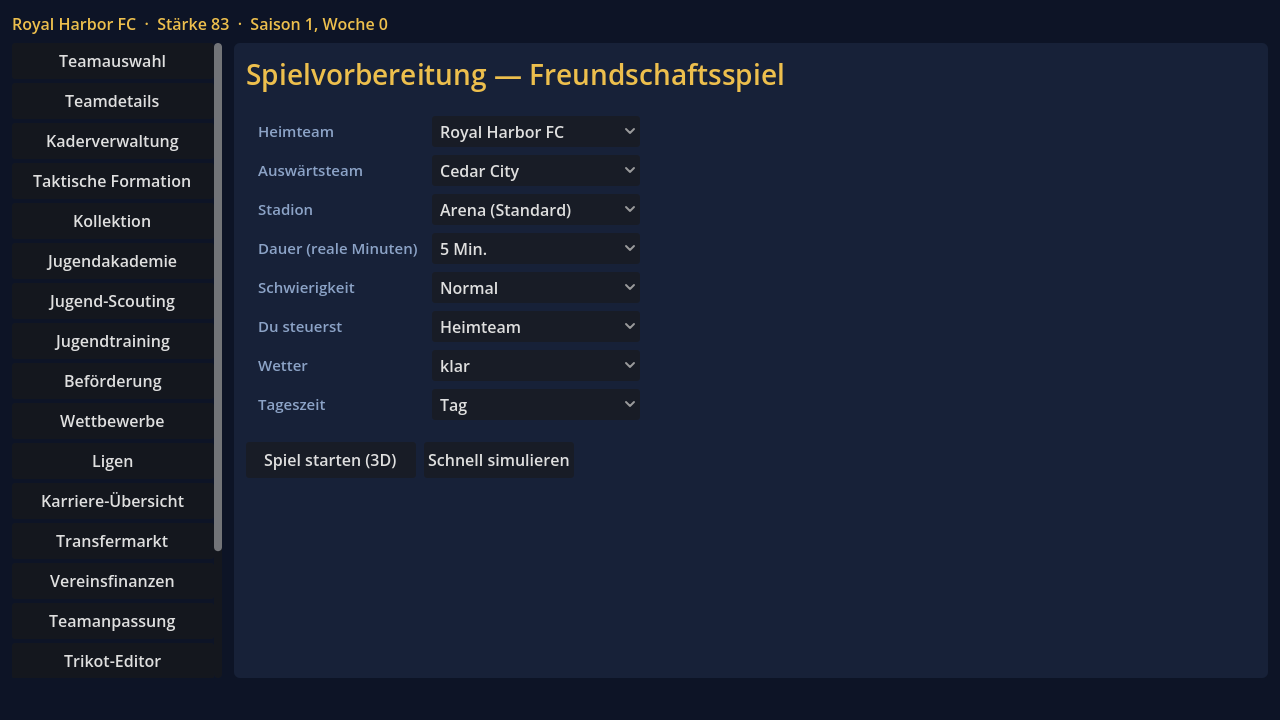 Royal Harbor FC · Stärke 83 · Saison 1, Woche 0
Teamauswahl
Teamdetails
Kaderverwaltung
Taktische Formation
Kollektion
Jugendakademie
Jugend-Scouting
Jugendtraining
Beförderung
Wettbewerbe
Ligen
Karriere-Übersicht
Transfermarkt
Vereinsfinanzen
Teamanpassung
Trikot-Editor
Spielvorbereitung — Freundschaftsspiel
Heimteam Royal Harbor FC
Auswärtsteam Cedar City
Stadion Arena (Standard)
Dauer (reale Minuten) 5 Min.
Schwierigkeit Normal
Du steuerst Heimteam
Wetter klar
Tageszeit Tag
Spiel starten (3D) Schnell simulieren